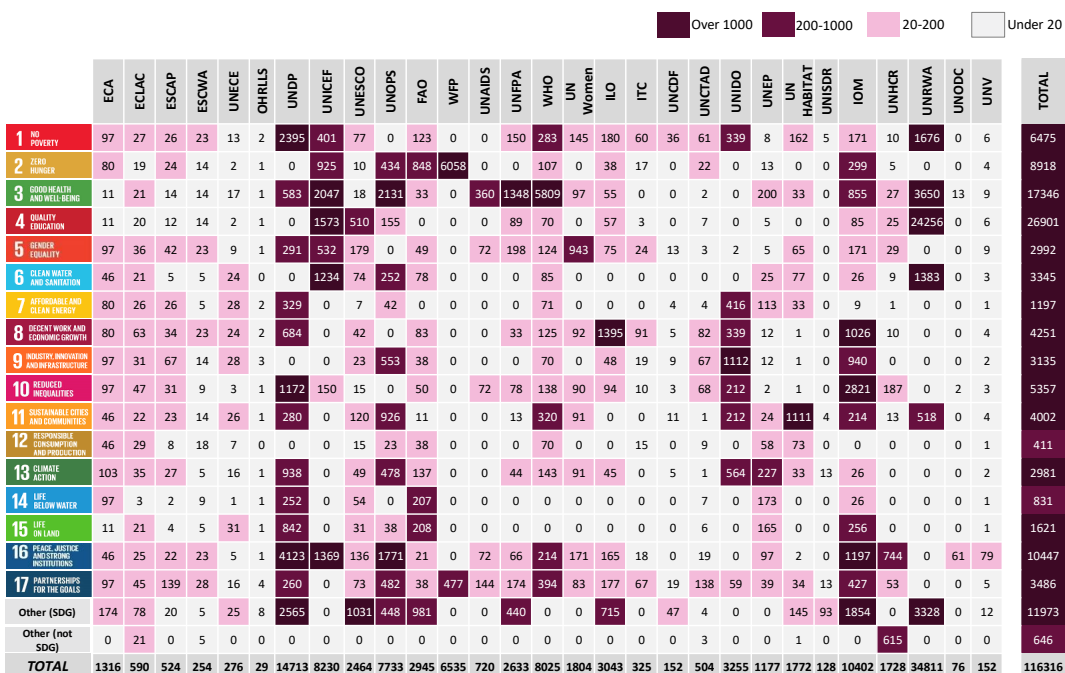 Over 1000 200-1000 20-200 Under 20
ECA ECLAC ESCAP ESCWA UNECE OHRLLS UNDP UNICEF UNESCO UNOPS FAO WFP UNAIDS UNFPA WHO UN Women ILO ITC UNCDF UNCTAD UNIDO UNEP UN HABITAT UNISDR IOM UNHCR UNRWA UNODC UNV TOTAL
1 NO POVERTY 97 27 26 23 13 2 2395 401 77 0 123 0 0 150 283 145 180 60 36 61 339 8 162 5 171 10 1676 0 6 6475
2 ZERO HUNGER 80 19 24 14 2 1 0 925 10 434 848 6058 0 0 107 0 38 17 0 22 0 13 0 0 299 5 0 0 4 8918
3 GOOD HEALTH AND WELL-BEING 11 21 14 14 17 1 583 2047 18 2131 33 0 360 1348 5809 97 55 0 0 2 0 200 33 0 855 27 3650 13 9 17346
4 QUALITY EDUCATION 11 20 12 14 2 1 0 1573 510 155 0 0 0 89 70 0 57 3 0 7 0 5 0 0 85 25 24256 0 6 26901
5 GENDER EQUALITY 97 36 42 23 9 1 291 532 179 0 49 0 72 198 124 943 75 24 13 3 2 5 65 0 171 29 0 0 9 2992
6 CLEAN WATER AND SANITATION 46 21 5 5 24 0 0 1234 74 252 78 0 0 0 85 0 0 0 0 0 0 25 77 0 26 9 1383 0 3 3345
7 AFFORDABLE AND CLEAN ENERGY 80 26 26 5 28 2 329 0 7 42 0 0 0 0 71 0 0 0 4 4 416 113 33 0 9 1 0 0 1 1197
8 DECENT WORK AND ECONOMIC GROWTH 80 63 34 23 24 2 684 0 42 0 83 0 0 33 125 92 1395 91 5 82 339 12 1 0 1026 10 0 0 4 4251
9 INDUSTRY, INNOVATION AND INFRASTRUCTURE 97 31 67 14 28 3 0 0 23 553 38 0 0 0 70 0 48 19 9 67 1112 12 1 0 940 0 0 0 2 3135
10 REDUCED INEQUALITIES 97 47 31 9 3 1 1172 150 15 0 50 0 72 78 138 90 94 10 3 68 212 2 1 0 2821 187 0 2 3 5357
11 SUSTAINABLE CITIES AND COMMUNITIES 46 22 23 14 26 1 280 0 120 926 11 0 0 13 320 91 0 0 11 1 212 24 1111 4 214 13 518 0 4 4002
12 RESPONSIBLE CONSUMPTION AND PRODUCTION 46 29 8 18 7 0 0 0 15 23 38 0 0 0 70 0 0 15 0 9 0 58 73 0 0 0 0 0 1 411
13 CLIMATE ACTION 103 35 27 5 16 1 938 0 49 478 137 0 0 44 143 91 45 0 5 1 564 227 33 13 26 0 0 0 2 2981
14 LIFE BELOW WATER 97 3 2 9 1 1 252 0 54 0 207 0 0 0 0 0 0 0 0 7 0 173 0 0 26 0 0 0 1 831
15 LIFE ON LAND 11 21 4 5 31 1 842 0 31 38 208 0 0 0 0 0 0 0 0 6 0 165 0 0 256 0 0 0 1 1621
16 PEACE, JUSTICE AND STRONG INSTITUTIONS 46 25 22 23 5 1 4123 1369 136 1771 21 0 72 66 214 171 165 18 0 19 0 97 2 0 1197 744 0 61 79 10447
17 PARTNERSHIPS FOR THE GOALS 97 45 139 28 16 4 260 0 73 482 38 477 144 174 394 83 177 67 19 138 59 39 34 13 427 53 0 0 5 3486
Other (SDG) 174 78 20 5 25 8 2565 0 1031 448 981 0 0 440 0 0 715 0 47 4 0 0 145 93 1854 0 3328 0 12 11973
Other (not SDG) 0 21 0 5 0 0 0 0 0 0 0 0 0 0 0 0 0 0 0 3 0 0 1 0 0 615 0 0 0 646
TOTAL 1316 590 524 254 276 29 14713 8230 2464 7733 2945 6535 720 2633 8025 1804 3043 325 152 504 3255 1177 1772 128 10402 1728 34811 76 152 116316